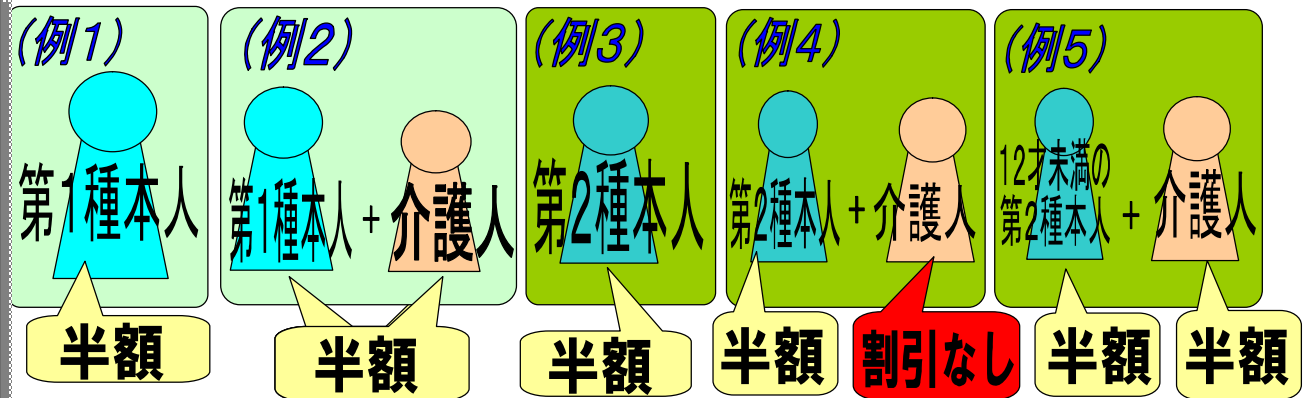 (例1)
第1種本人
半額
(例2)
第1種本人 + 介護人
半額
(例3)
第2種本人
半額
(例4)
第2種本人 + 介護人
半額
割引なし
(例5)
12才未満の
第2種本人 + 介護人
半額
半額